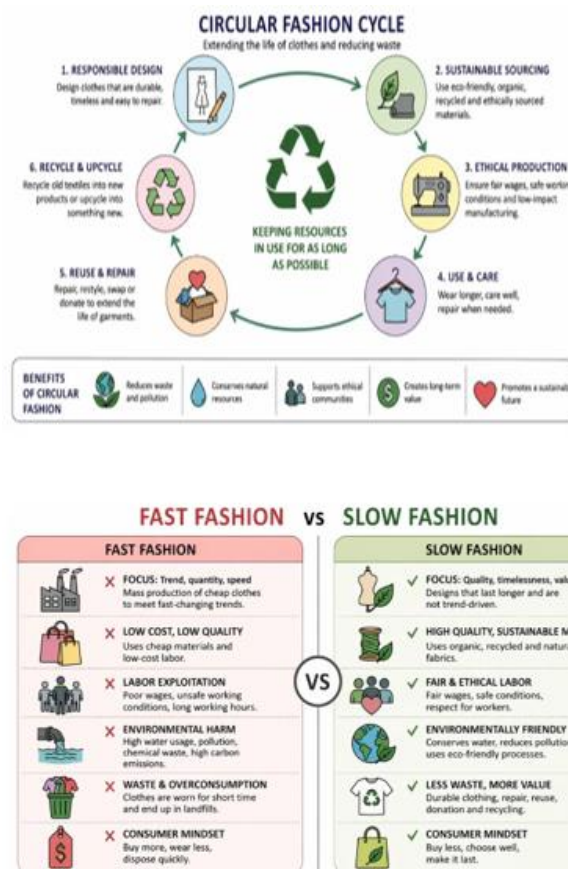 CIRCULAR FASHION CYCLE
Extending the life of clothes and reducing waste
1. RESPONSIBLE DESIGN
Design clothes that are durable,
timeless and easy to repair.
2. SUSTAINABLE SOURCING
Use eco-friendly, organic,
recycled and ethically sourced
materials.
3. ETHICAL PRODUCTION
Ensure fair wages, safe workin
conditions and low-impact
manufacturing.
4. USE & CARE
Wear longer, care well,
repair when needed.
5. REUSE & REPAIR
Repair, restyle, swap or
donate to extend the
life of garments.
6. RECYCLE & UPCYCLE
Recycle old textiles into new
products or upcycle into
something new.
KEEPING RESOURCES
IN USE FOR AS LONG
AS POSSIBLE
BENEFITS
OF CIRCULAR
FASHION
Reduces waste
and pollution
Conserves natural
resources
Supports ethical
communities
Creates long-term
value
Promotes a sustainabl
future
FAST FASHION vs SLOW FASHION
FAST FASHION
FOCUS: Trend, quantity, speed
Mass production of cheap clothes
to meet fast-changing trends.
LOW COST, LOW QUALITY
Uses cheap materials and
low-cost labor.
LABOR EXPLOITATION
Poor wages, unsafe working
conditions, long working hours.
ENVIRONMENTAL HARM
High water usage, pollution,
chemical waste, high carbon
emissions.
WASTE & OVERCONSUMPTION
Clothes are worn for short time
and end up in landfills.
CONSUMER MINDSET
Buy more, wear less,
dispose quickly.
VS
SLOW FASHION
FOCUS: Quality, timelessness, valu
Designs that last longer and are
not trend-driven.
HIGH QUALITY, SUSTAINABLE M
Uses organic, recycled and natura
fabrics.
FAIR & ETHICAL LABOR
Fair wages, safe conditions,
respect for workers.
ENVIRONMENTALLY FRIENDLY
Conserves water, reduces pollution
uses eco-friendly processes.
LESS WASTE, MORE VALUE
Durable clothing, repair, reuse,
donation and recycling.
CONSUMER MINDSET
Buy less, choose well,
make it last.